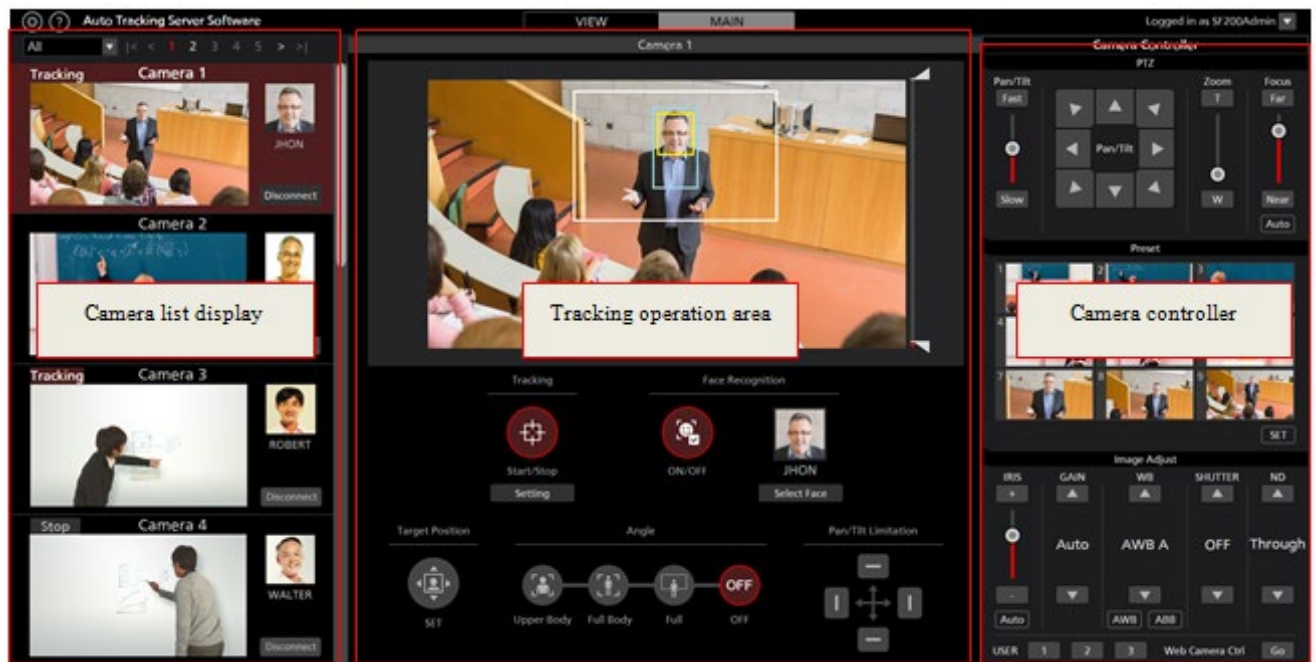 Auto Tracking Server Software
VIEW
MAIN
Logged in as SF200Admin
All
|< < 1 2 3 4 5 > >|
Tracking
Camera 1
JHON
Disconnect
Camera 2
Camera list display
Tracking
Camera 3
ROBERT
Disconnect
Stop
Camera 4
WALTER
Disconnect
Camera 1
Tracking operation area
Tracking
Face Recognition
Start/Stop
ON/OFF
JHON
Setting
Select Face
Target Position
Angle
Pan/Tilt Limitation
OFF
SET
Upper Body
Full Body
Full
OFF
Camera Controller
PTZ
Pan/Tilt
Zoom
Focus
Fast
T
Far
Pan/Tilt
Slow
W
Near
Auto
Preset
1
2
3
Camera controller
4
7
8
9
SET
Image Adjust
IRIS
GAIN
WB
SHUTTER
ND
+
Auto
AWB A
OFF
Through
-
Auto
AWB
ABB
USER
1
2
3
Web Camera Ctrl
Go